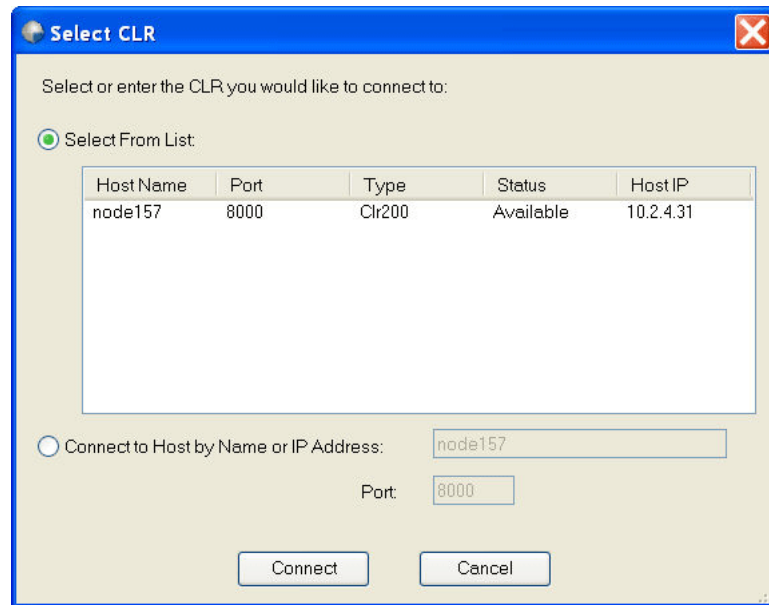 Select CLR
Select or enter the CLR you would like to connect to:
Select From List:
Host Name Port Type Status Host IP
node157 8000 Clr200 Available 10.2.4.31
Connect to Host by Name or IP Address: node157
Port: 8000
Connect Cancel